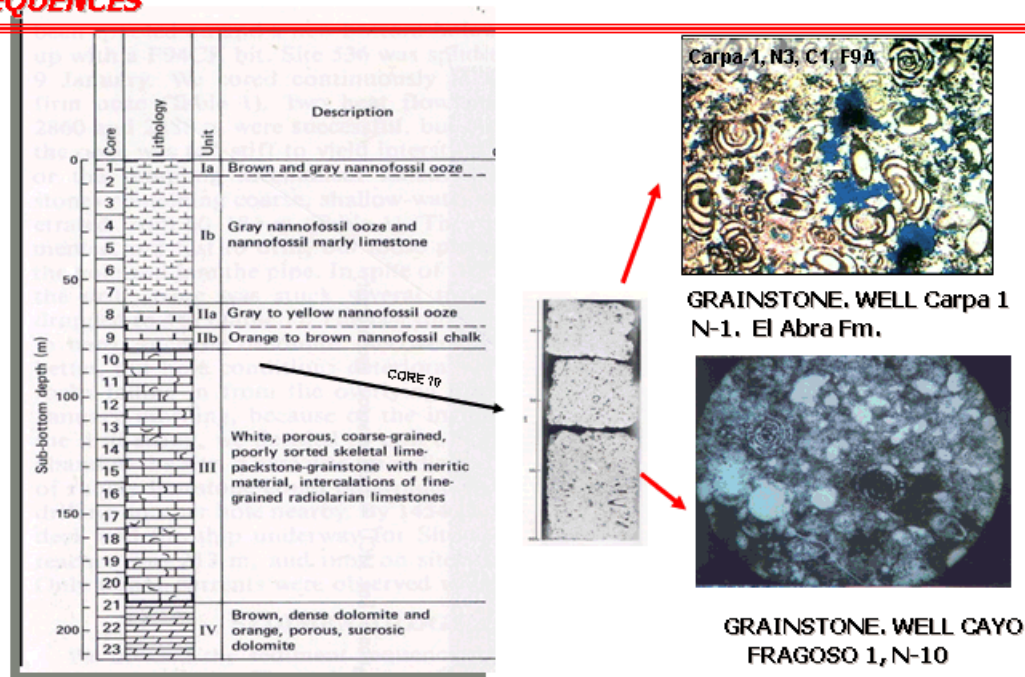 EQUENCES
Core
Lithology
Unit
Description
Sub-bottom depth (m)
0
50
100
150
200
1
2
3
4
5
6
7
8
9
10
11
12
13
14
15
16
17
18
19
20
21
22
23
Ia
Brown and gray nannofossil ooze
Ib
Gray nannofossil ooze and
nannofossil marly limestone
IIa
Gray to yellow nannofossil ooze
IIb
Orange to brown nannofossil chalk
III
White, porous, coarse-grained,
poorly sorted skeletal lime-
packstone-grainstone with neritic
material, intercalations of fine-
grained radiolarian limestones
IV
Brown, dense dolomite and
orange, porous, sucrosic
dolomite
CORE 10
Carpa-1, N3, C1, F9A
GRAINSTONE. WELL Carpa 1
N-1. El Abra Fm.
GRAINSTONE. WELL CAYO
FRAGOSO 1, N-10